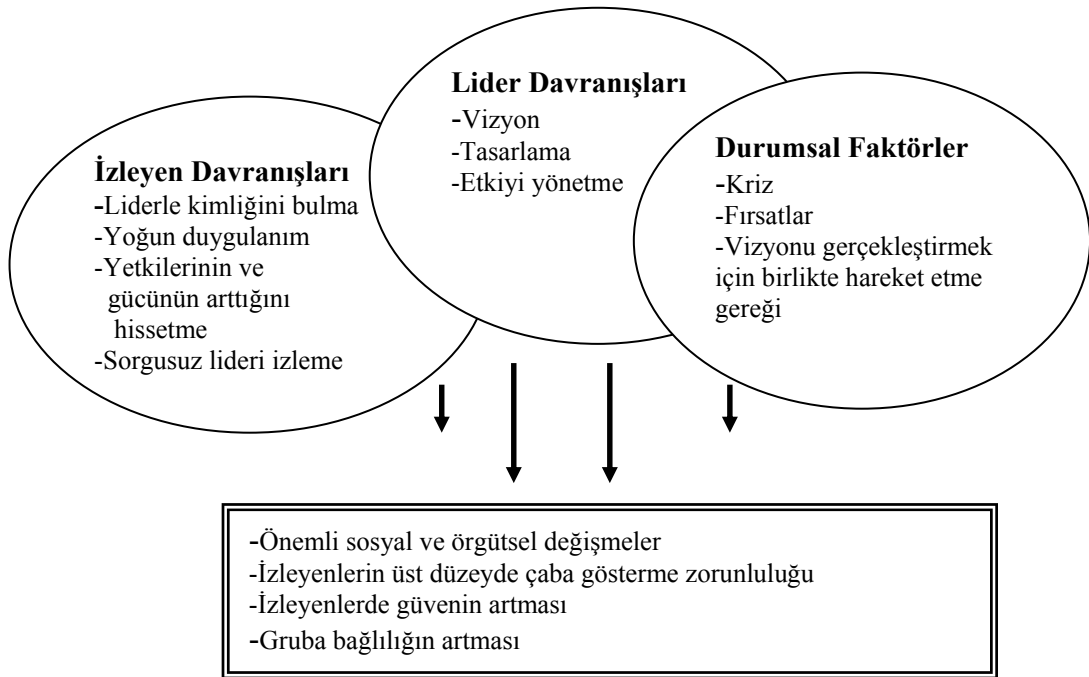 İzleyen Davranışları
-Liderle kimliğini bulma
-Yoğun duygulanım
-Yetkilerinin ve
gücünün arttığını
hissetme
-Sorgusuz lideri izleme
Lider Davranışları
-Vizyon
-Tasarlama
-Etkiyi yönetme
Durumsal Faktörler
-Kriz
-Fırsatlar
-Vizyonu gerçekleştirmek
için birlikte hareket etme
gereği
-Önemli sosyal ve örgütsel değişmeler
-İzleyenlerin üst düzeyde çaba gösterme zorunluluğu
-İzleyenlerde güvenin artması
-Gruba bağlılığın artması